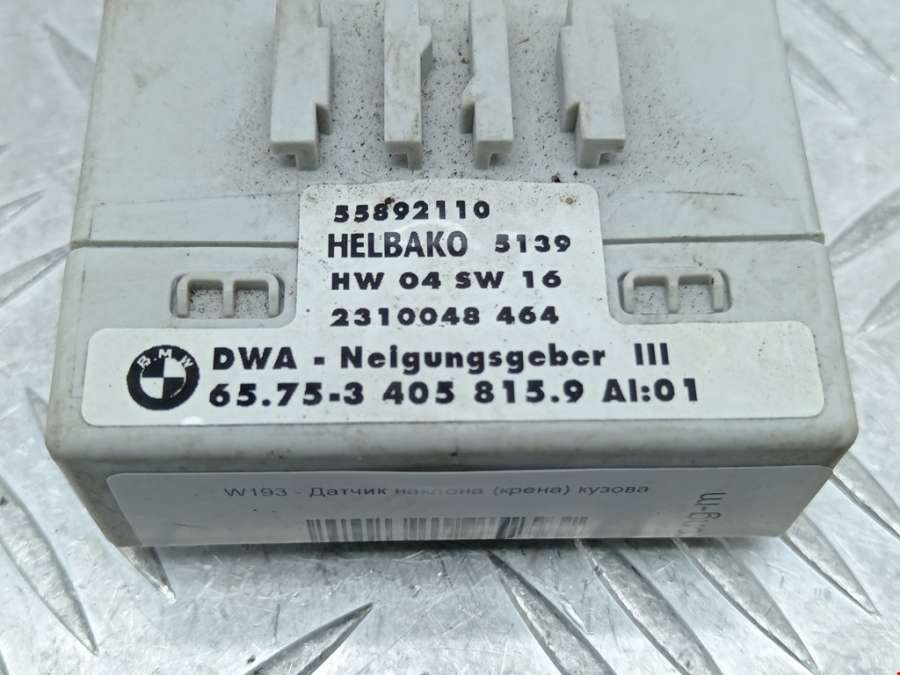 55892110
HELBAKO 5139
HW 04 SW 16
2310048 464
BMW
DWA - Neigungsgeber III
65.75-3 405 815.9 AI:01
W193 - Датчик наклона (крена) кузова